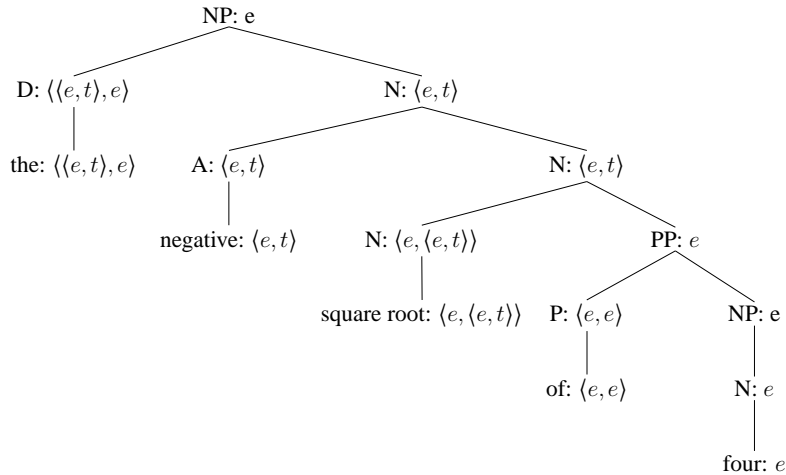 NP: e
D: ⟨⟨e, t⟩, e⟩ N: ⟨e, t⟩
the: ⟨⟨e, t⟩, e⟩ A: ⟨e, t⟩ N: ⟨e, t⟩
negative: ⟨e, t⟩ N: ⟨e, ⟨e, t⟩⟩ PP: e
square root: ⟨e, ⟨e, t⟩⟩ P: ⟨e, e⟩ NP: e
of: ⟨e, e⟩ N: e
four: e